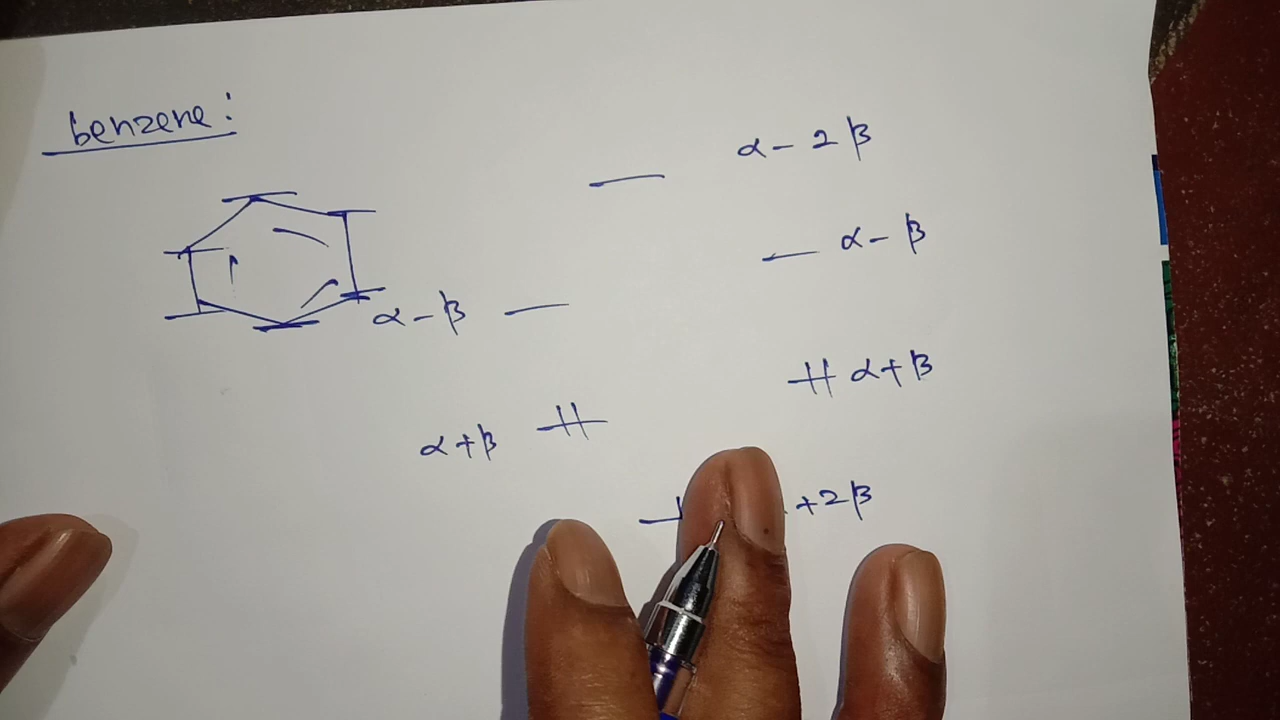 benzene:
α - 2β
α - β
α - β
α + β
α + β
+ 2β